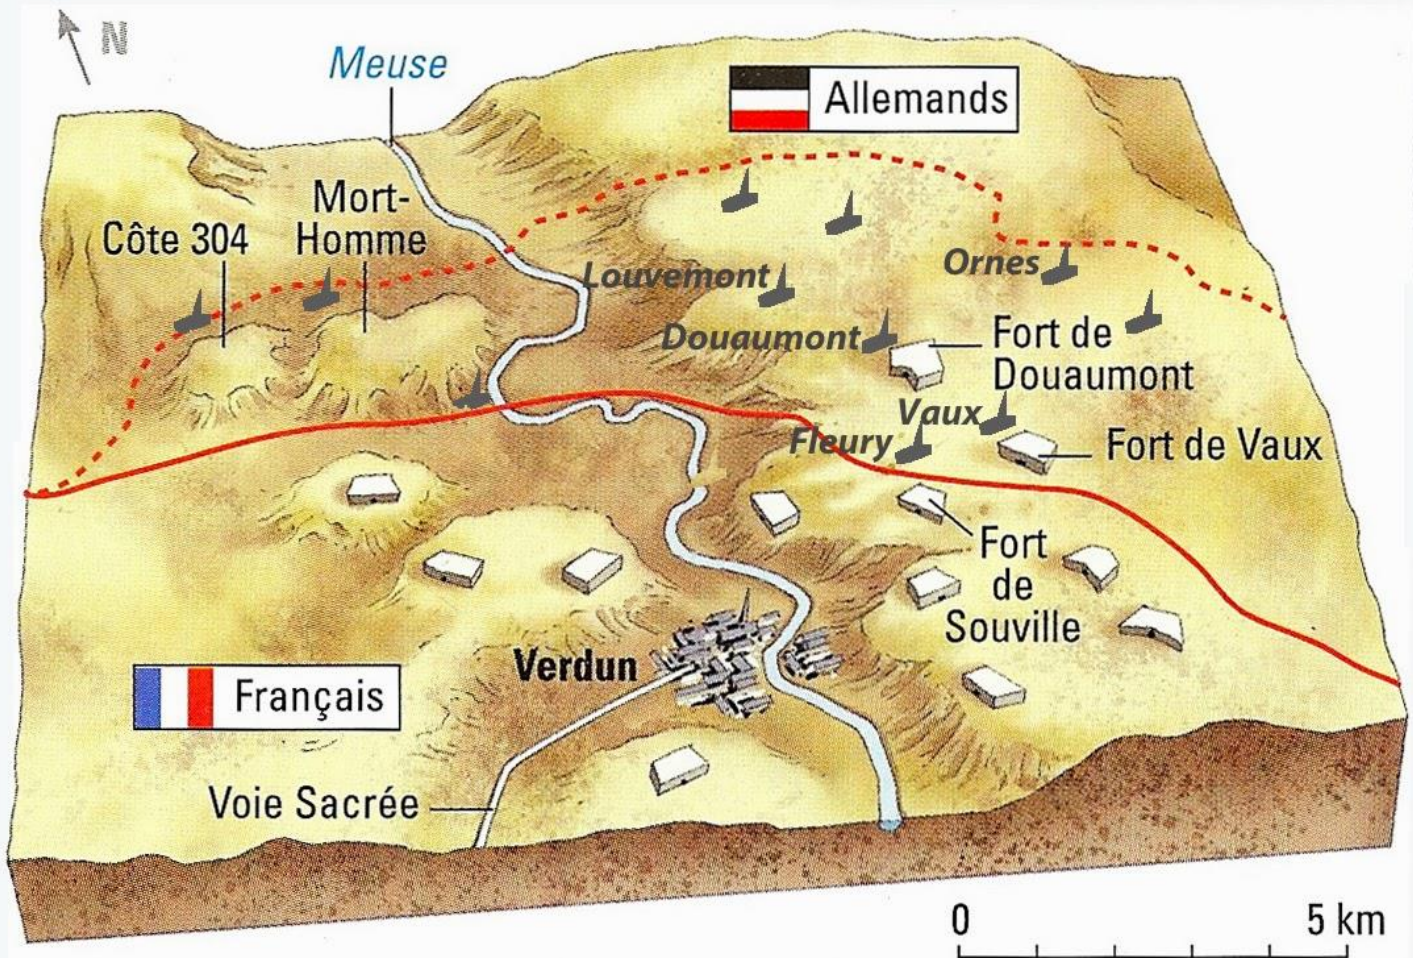 N
Meuse
Allemands
Mort-
Homme
Côte 304
Louvemont
Ornes
Douaumont
Fort de
Douaumont
Vaux
Fleury
Fort de Vaux
Fort
de
Souville
Verdun
Français
Voie Sacrée
0
5 km